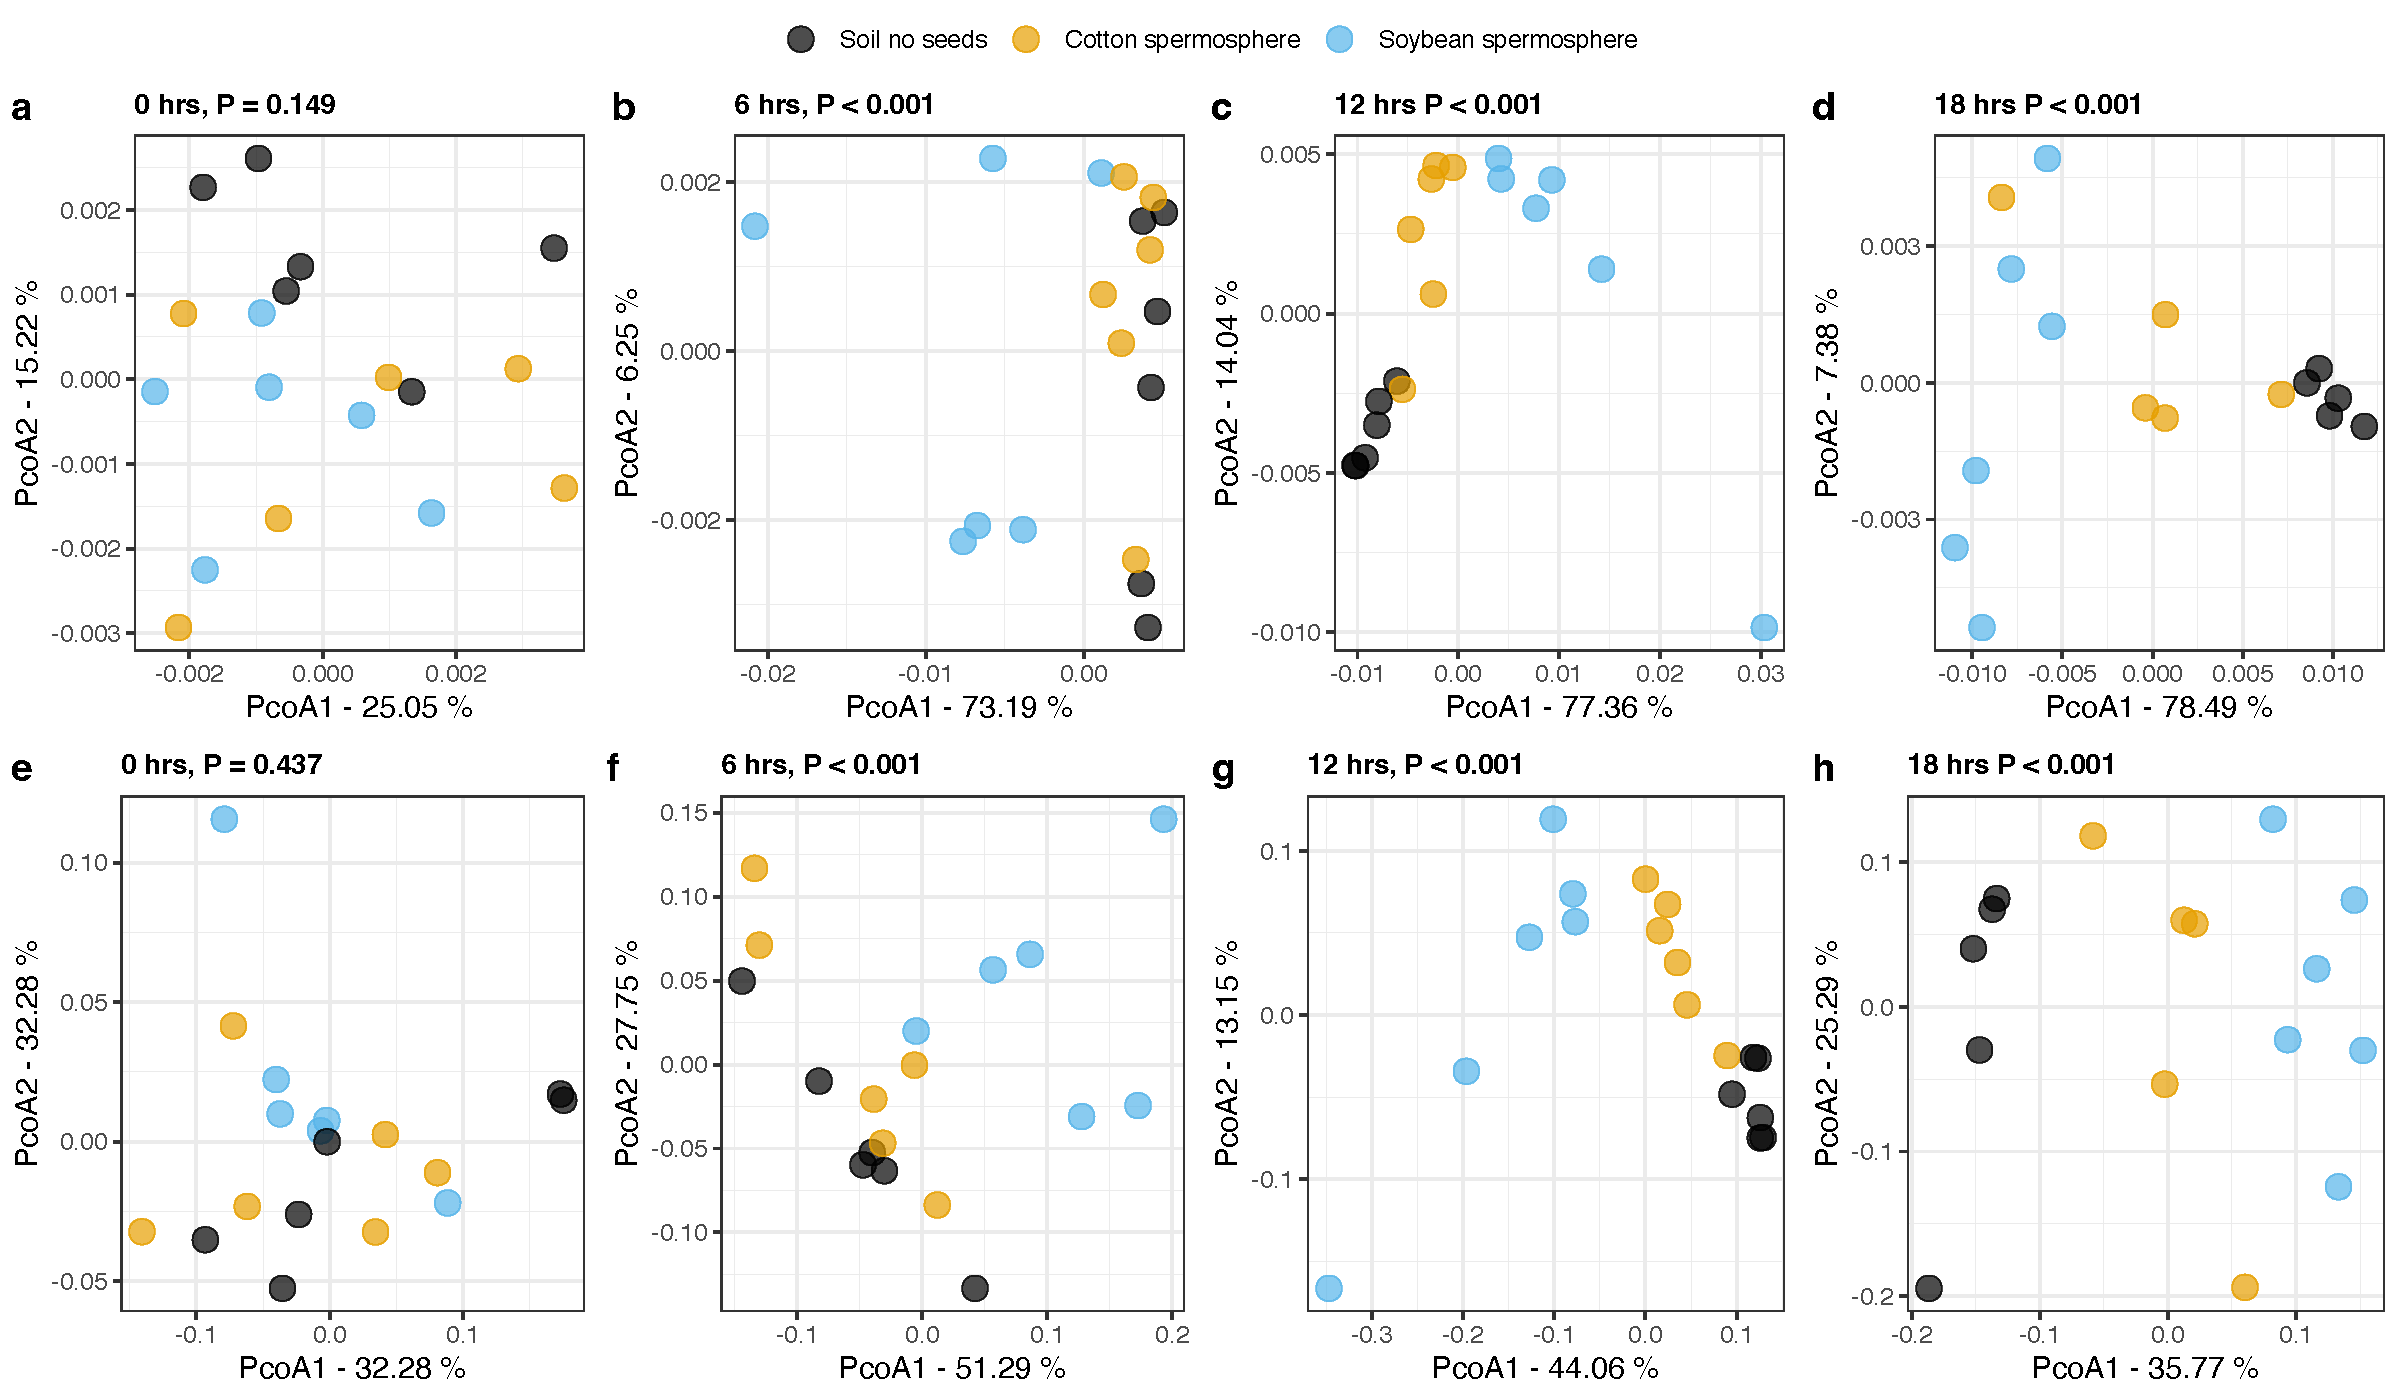 Soil no seeds Cotton spermosphere Soybean spermosphere
a 0 hrs, P = 0.149
PcoA2 - 15.22 %
0.002
0.001
0.000
-0.001
-0.002
-0.003
-0.002 0.000 0.002
PcoA1 - 25.05 %
b 6 hrs, P < 0.001
PcoA2 - 6.25 %
0.002
0.000
-0.002
-0.02 -0.01 0.00
PcoA1 - 73.19 %
c 12 hrs P < 0.001
PcoA2 - 14.04 %
0.005
0.000
-0.005
-0.010
-0.01 0.00 0.01 0.02 0.03
PcoA1 - 77.36 %
d 18 hrs P < 0.001
PcoA2 - 7.38 %
0.003
0.000
-0.003
-0.010 -0.005 0.000 0.005 0.010
PcoA1 - 78.49 %
e 0 hrs, P = 0.437
PcoA2 - 32.28 %
0.10
0.05
0.00
-0.05
-0.1 0.0 0.1
PcoA1 - 32.28 %
f 6 hrs, P < 0.001
PcoA2 - 27.75 %
0.15
0.10
0.05
0.00
-0.05
-0.10
-0.1 0.0 0.1 0.2
PcoA1 - 51.29 %
g 12 hrs, P < 0.001
PcoA2 - 13.15 %
0.1
0.0
-0.1
-0.3 -0.2 -0.1 0.0 0.1
PcoA1 - 44.06 %
h 18 hrs P < 0.001
PcoA2 - 25.29 %
0.1
0.0
-0.1
-0.2
-0.2 -0.1 0.0 0.1
PcoA1 - 35.77 %